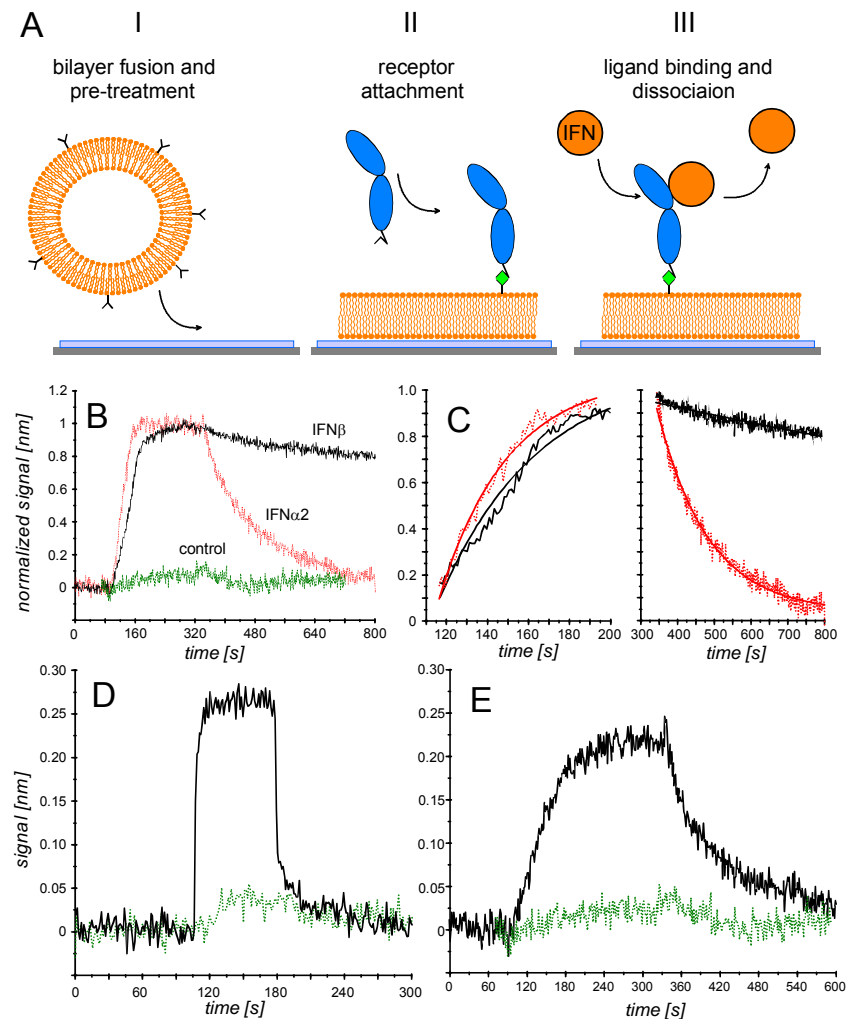 A
I
II
III
bilayer fusion and
pre-treatment
receptor
attachment
ligand binding and
dissociaion
IFN
B
normalized signal [nm]
1.2
1.0
0.8
0.6
0.4
0.2
0
IFNβ
IFNα2
control
0 160 320 480 640 800
time [s]
C
1.0
0.8
0.6
0.4
0.2
0
120 140 160 180 200
time [s]
300 400 500 600 700 800
time [s]
D
signal [nm]
0.30
0.25
0.20
0.15
0.10
0.05
0
0 60 120 180 240 300
time [s]
E
0.30
0.25
0.20
0.15
0.10
0.05
0
0 60 120 180 240 300 360 420 480 540 600
time [s]